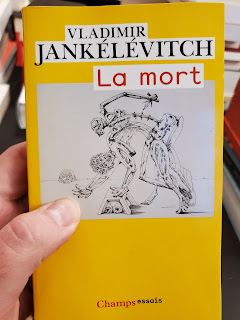 VLADIMIR
JANKÉLÉVITCH
La mort
Champs essais